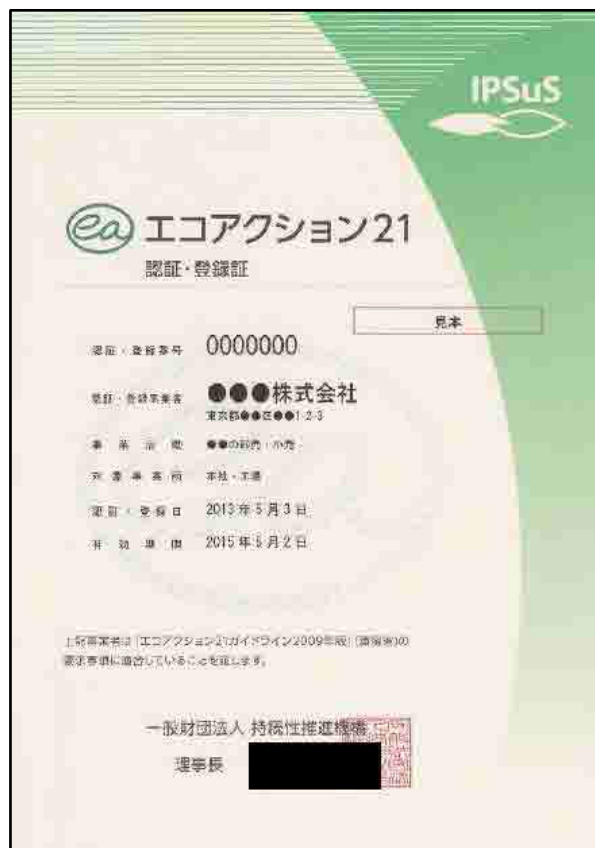 IPSuS
ea エコアクション21
認証・登録証
見本
認証・登録番号 0000000
認証・登録事業者 ●●●株式会社
東京都●●区●●1-2-3
事業活動 ●●の卸売・小売
対象事業所 本社・工場
認証・登録日 2013年5月3日
有効期限 2015年5月2日
上記事業者は「エコアクション21ガイドライン2009年版」(環境省)の
要求事項に適合していることを証します。
一般財団法人 持続性推進機構
理事長